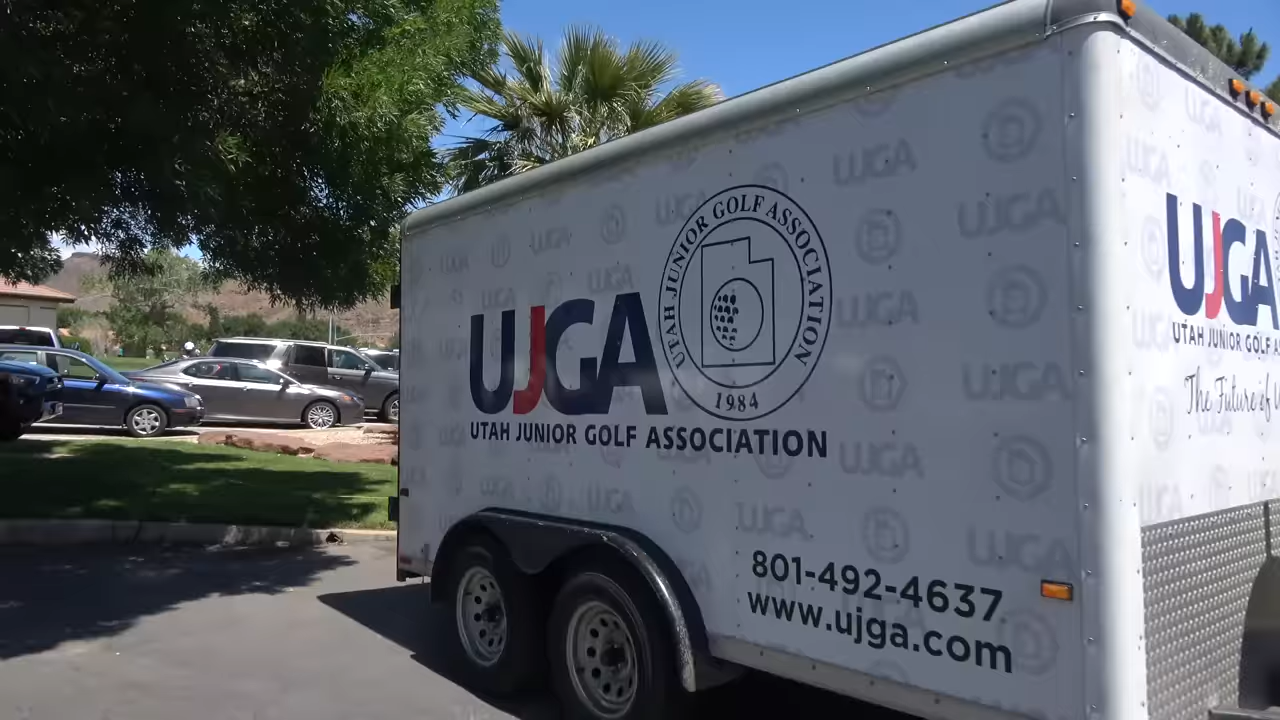 UJGA
UTAH JUNIOR GOLF ASSOCIATION
1984
UTAH JUNIOR GOLF ASSOCIATION
801-492-4637
www.ujga.com
UJGA
UTAH JUNIOR GOLF
The Future of